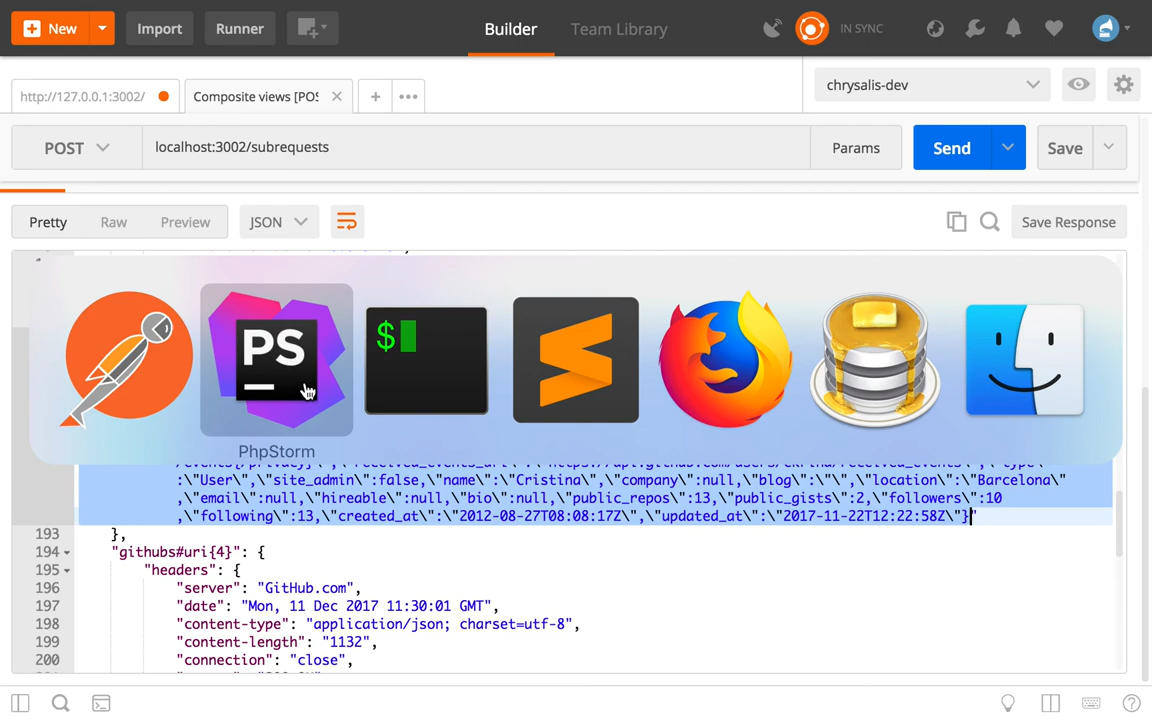 New
Import
Runner
Builder
Team Library
IN SYNC
http://127.0.0.1:3002/
Composite views [POS
chrysalis-dev
POST
localhost:3002/subrequests
Params
Send
Save
Pretty
Raw
Preview
JSON
Save Response
PS
$
PhpStorm
:\"User\",\"site_admin\":false,\"name\":\"Cristina\",\"company\":null,\"blog\":\"\",\"location\":\"Barcelona\"
,\"email\":null,\"hireable\":null,\"bio\":null,\"public_repos\":13,\"public_gists\":2,\"followers\":10
,\"following\":13,\"created_at\":\"2012-08-27T08:08:17Z\",\"updated_at\":\"2017-11-22T12:22:58Z\"}"
193 },
194 "githubs#uri{4}": {
195 "headers": {
196 "server": "GitHub.com",
197 "date": "Mon, 11 Dec 2017 11:30:01 GMT",
198 "content-type": "application/json; charset=utf-8",
199 "content-length": "1132",
200 "connection": "close",